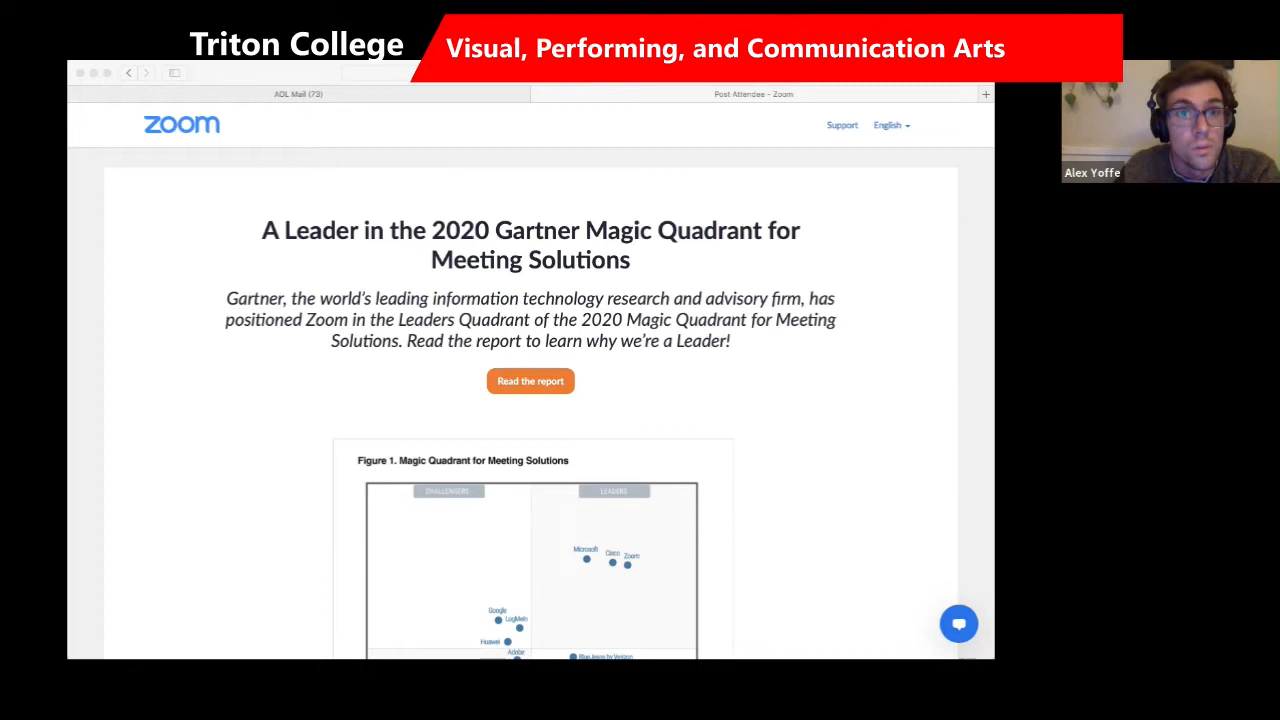 Triton College
Visual, Performing, and Communication Arts
AOL Mail (73)
Post Attendee - Zoom
+
zoom
Support
English
Alex Yoffe
A Leader in the 2020 Gartner Magic Quadrant for
Meeting Solutions
Gartner, the world's leading information technology research and advisory firm, has
positioned Zoom in the Leaders Quadrant of the 2020 Magic Quadrant for Meeting
Solutions. Read the report to learn why we're a Leader!
Read the report
Figure 1. Magic Quadrant for Meeting Solutions
CHALLENGERS
LEADERS
Microsoft
Cisco
Zoom
Google
LogMeIn
Huawei
Adobe
BlueJeans by Verizon